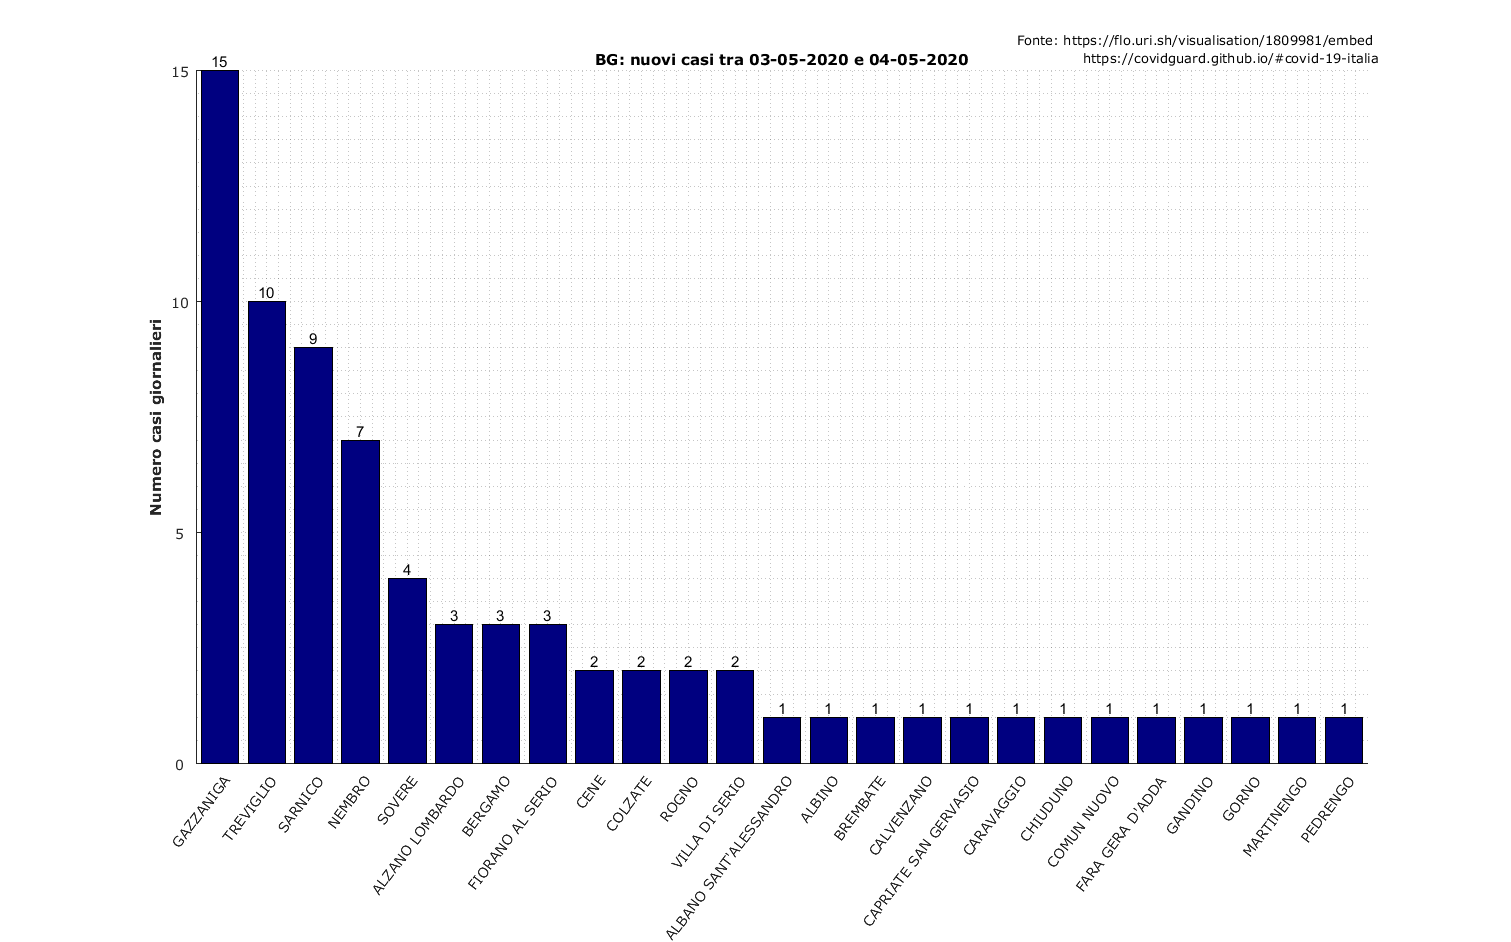 Fonte: https://flo.uri.sh/visualisation/1809981/embed
https://covidguard.github.io/#covid-19-italia
BG: nuovi casi tra 03-05-2020 e 04-05-2020
Numero casi giornalieri
15
10
5
0
15
10
9
7
4
3
3
3
2
2
2
2
1
1
1
1
1
1
1
1
1
1
1
1
1
GAZZANIGA
TREVIGLIO
SARNICO
NEMBRO
SOVERE
ALZANO LOMBARDO
BERGAMO
FIORANO AL SERIO
CENE
COLZATE
ROGNO
VILLA DI SERIO
ALBANO SANT'ALESSANDRO
ALBINO
BREMBATE
CALVENZANO
CAPRIATE SAN GERVASIO
CARAVAGGIO
CHIUDUNO
COMUN NUOVO
FARA GERA D'ADDA
GANDINO
GORNO
MARTINENGO
PEDRENGO